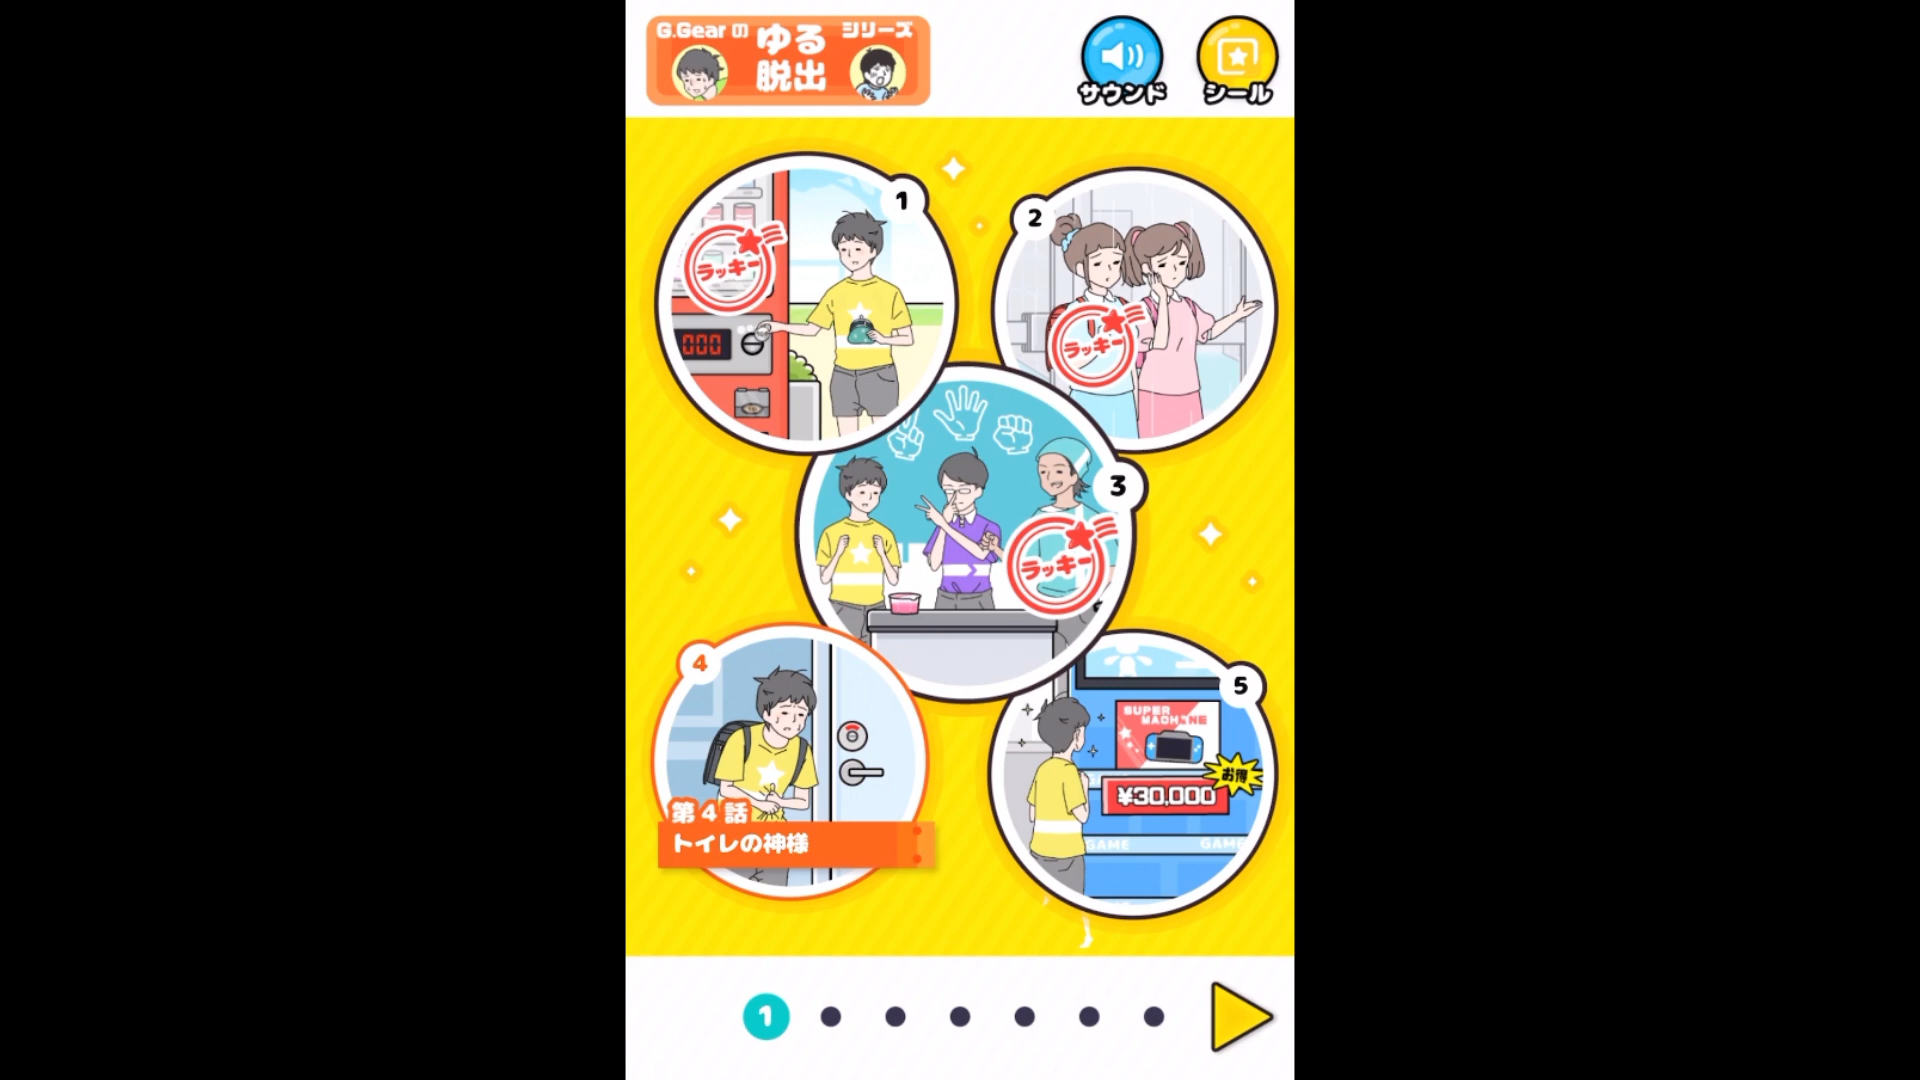 G.Gearの ゆる シリーズ
脱出
サウンド
シール
1
ラッキー
000
2
ラッキー
3
ラッキー
4
第4話
トイレの神様
5
SUPER
MACHINE
お得
¥30,000
GAME GAME
1